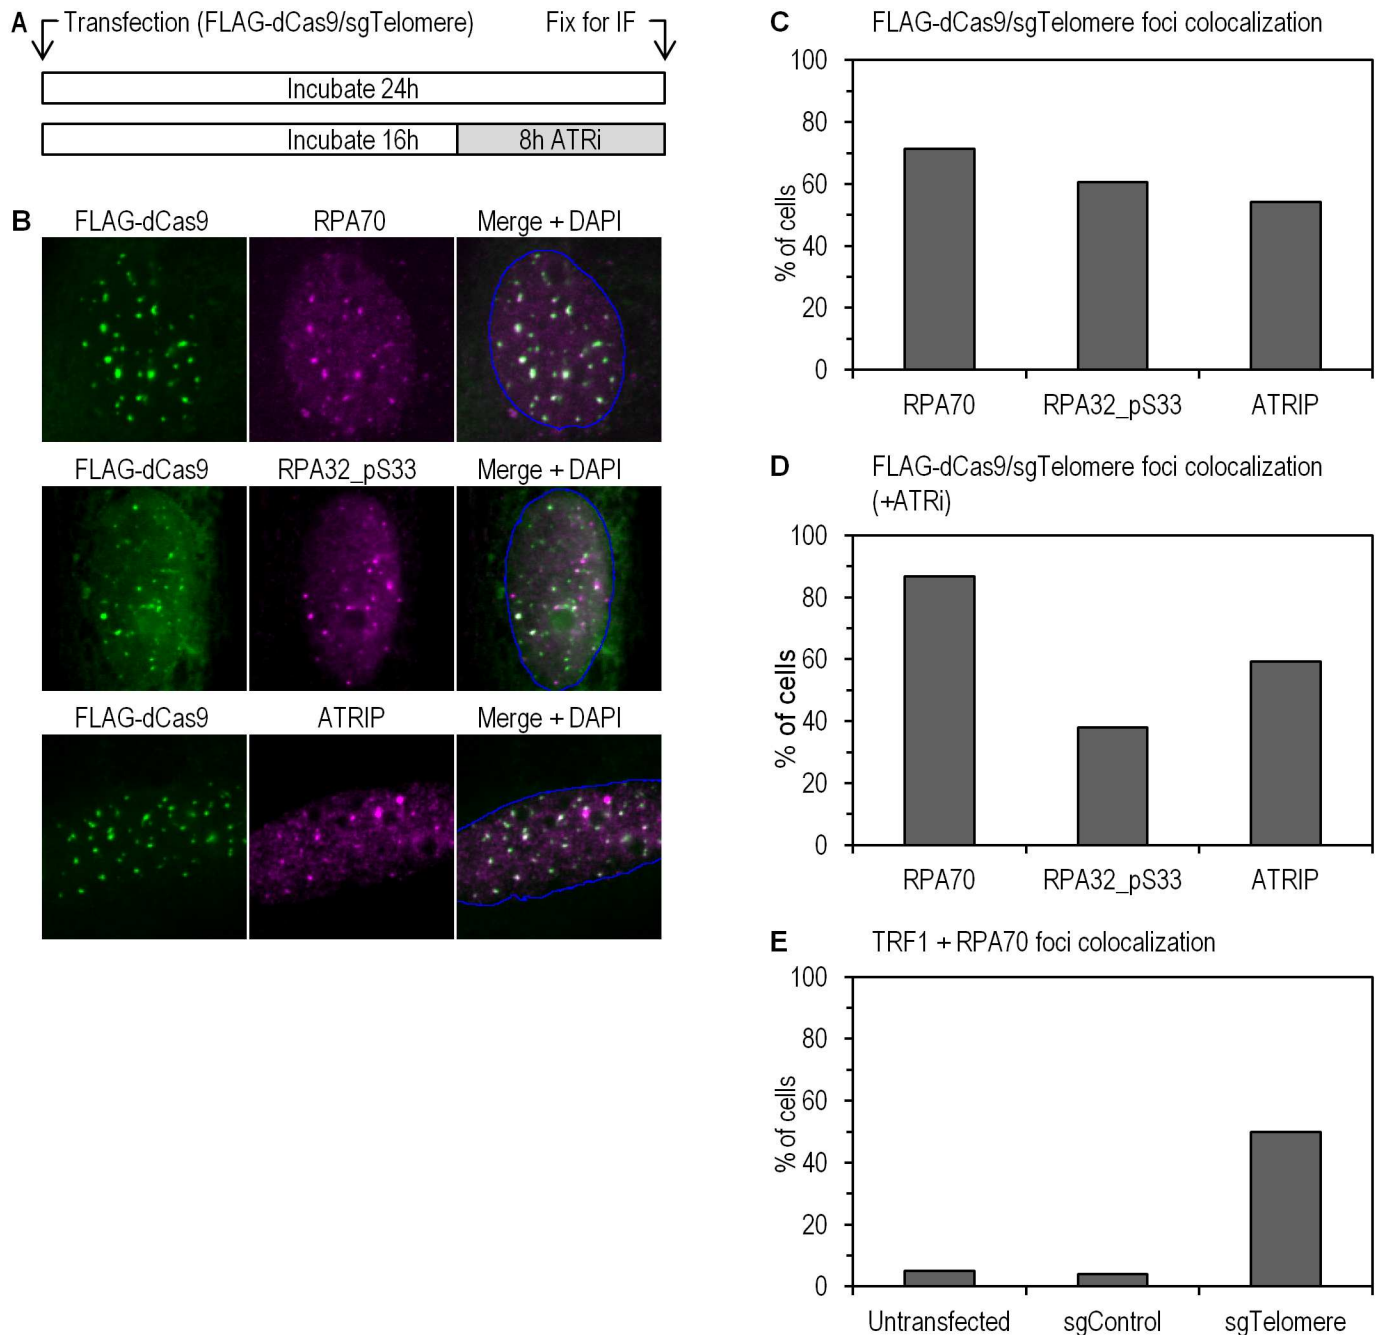 A
Transfection (FLAG-dCas9/sgTelomere)
Fix for IF
Incubate 24h
Incubate 16h
8h ATRi
B
FLAG-dCas9
RPA70
Merge + DAPI
FLAG-dCas9
RPA32_pS33
Merge + DAPI
FLAG-dCas9
ATRIP
Merge + DAPI
C
FLAG-dCas9/sgTelomere foci colocalization
% of cells
100
80
60
40
20
0
RPA70
RPA32_pS33
ATRIP
D
FLAG-dCas9/sgTelomere foci colocalization
(+ATRi)
% of cells
100
80
60
40
20
0
RPA70
RPA32_pS33
ATRIP
E
TRF1 + RPA70 foci colocalization
% of cells
100
80
60
40
20
0
Untransfected
sgControl
sgTelomere